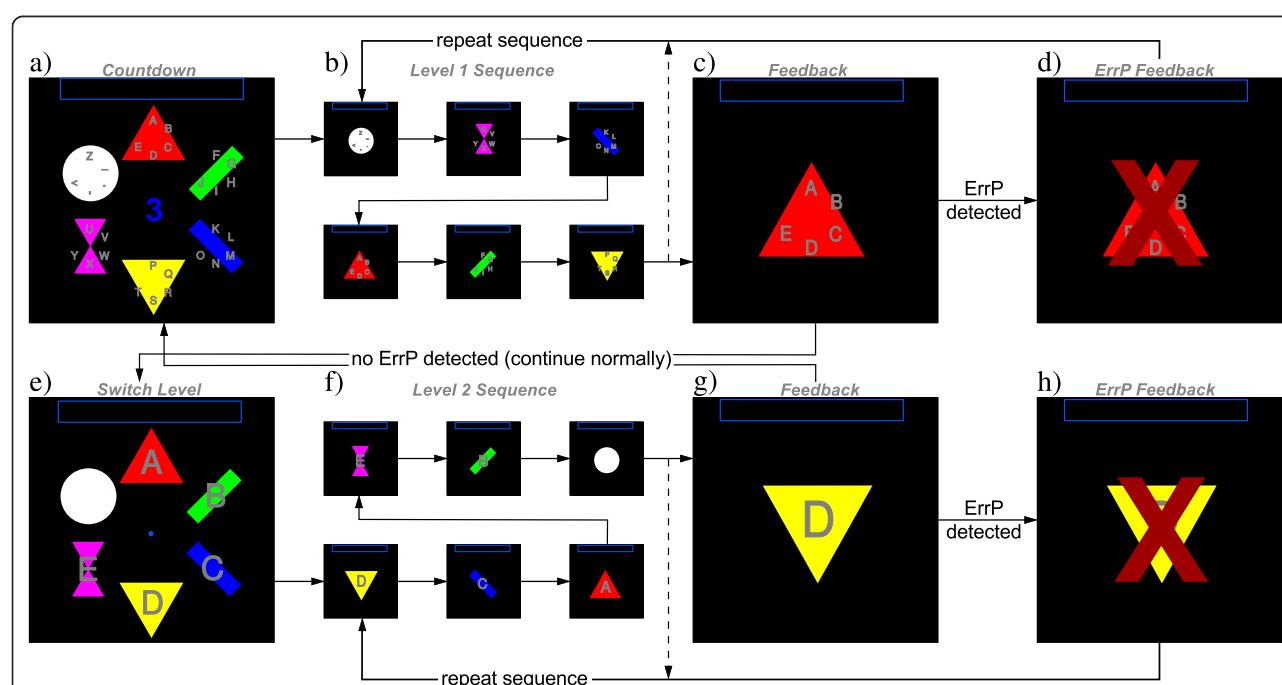 repeat sequence
a) Countdown
b) Level 1 Sequence
c) Feedback
d) ErrP Feedback
A
B
E
C
D
Z
F
G
J
H
I
3
U
V
Y
W
X
K
L
O
M
N
P
Q
T
R
S
A
B
E
C
D
ErrP
detected
B
D
no ErrP detected (continue normally)
e) Switch Level
f) Level 2 Sequence
g) Feedback
h) ErrP Feedback
A
B
E
C
D
E
B
D
C
A
D
ErrP
detected
repeat sequence